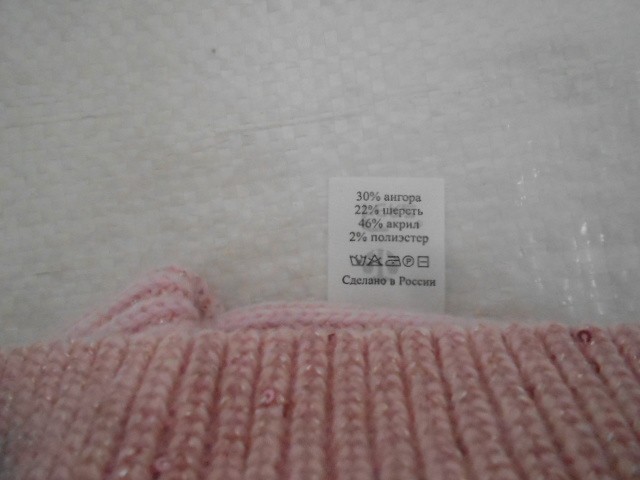 30% ангора
22% шерсть
46% акрил
2% полиэстер
Сделано в России